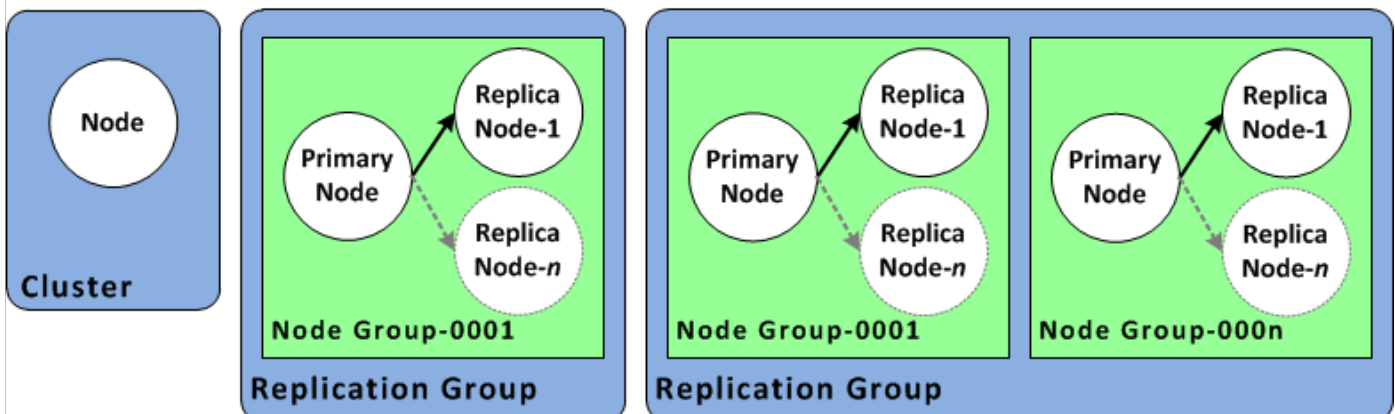 Node
Cluster
Primary
Node
Replica
Node-1
Replica
Node-n
Node Group-0001
Replication Group
Primary
Node
Replica
Node-1
Replica
Node-n
Node Group-0001
Primary
Node
Replica
Node-1
Replica
Node-n
Node Group-000n
Replication Group